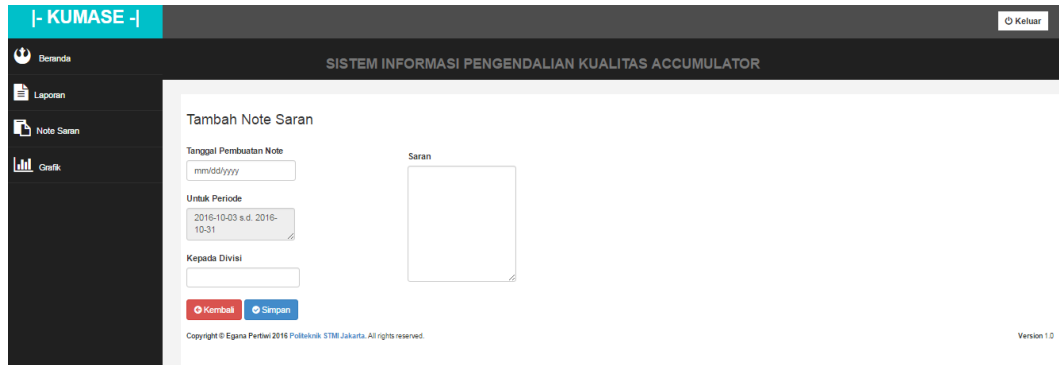 |- KUMASE -|
Keluar
Beranda
SISTEM INFORMASI PENGENDALIAN KUALITAS ACCUMULATOR
Laporan
Note Saran
Grafik
Tambah Note Saran
Tanggal Pembuatan Note
mm/dd/yyyy
Untuk Periode
2016-10-03 s.d. 2016-
10-31
Kepada Divisi
Saran
Kembali
Simpan
Copyright © Egana Pertiwi 2016 Politeknik STMI Jakarta. All rights reserved.
Version 1.0